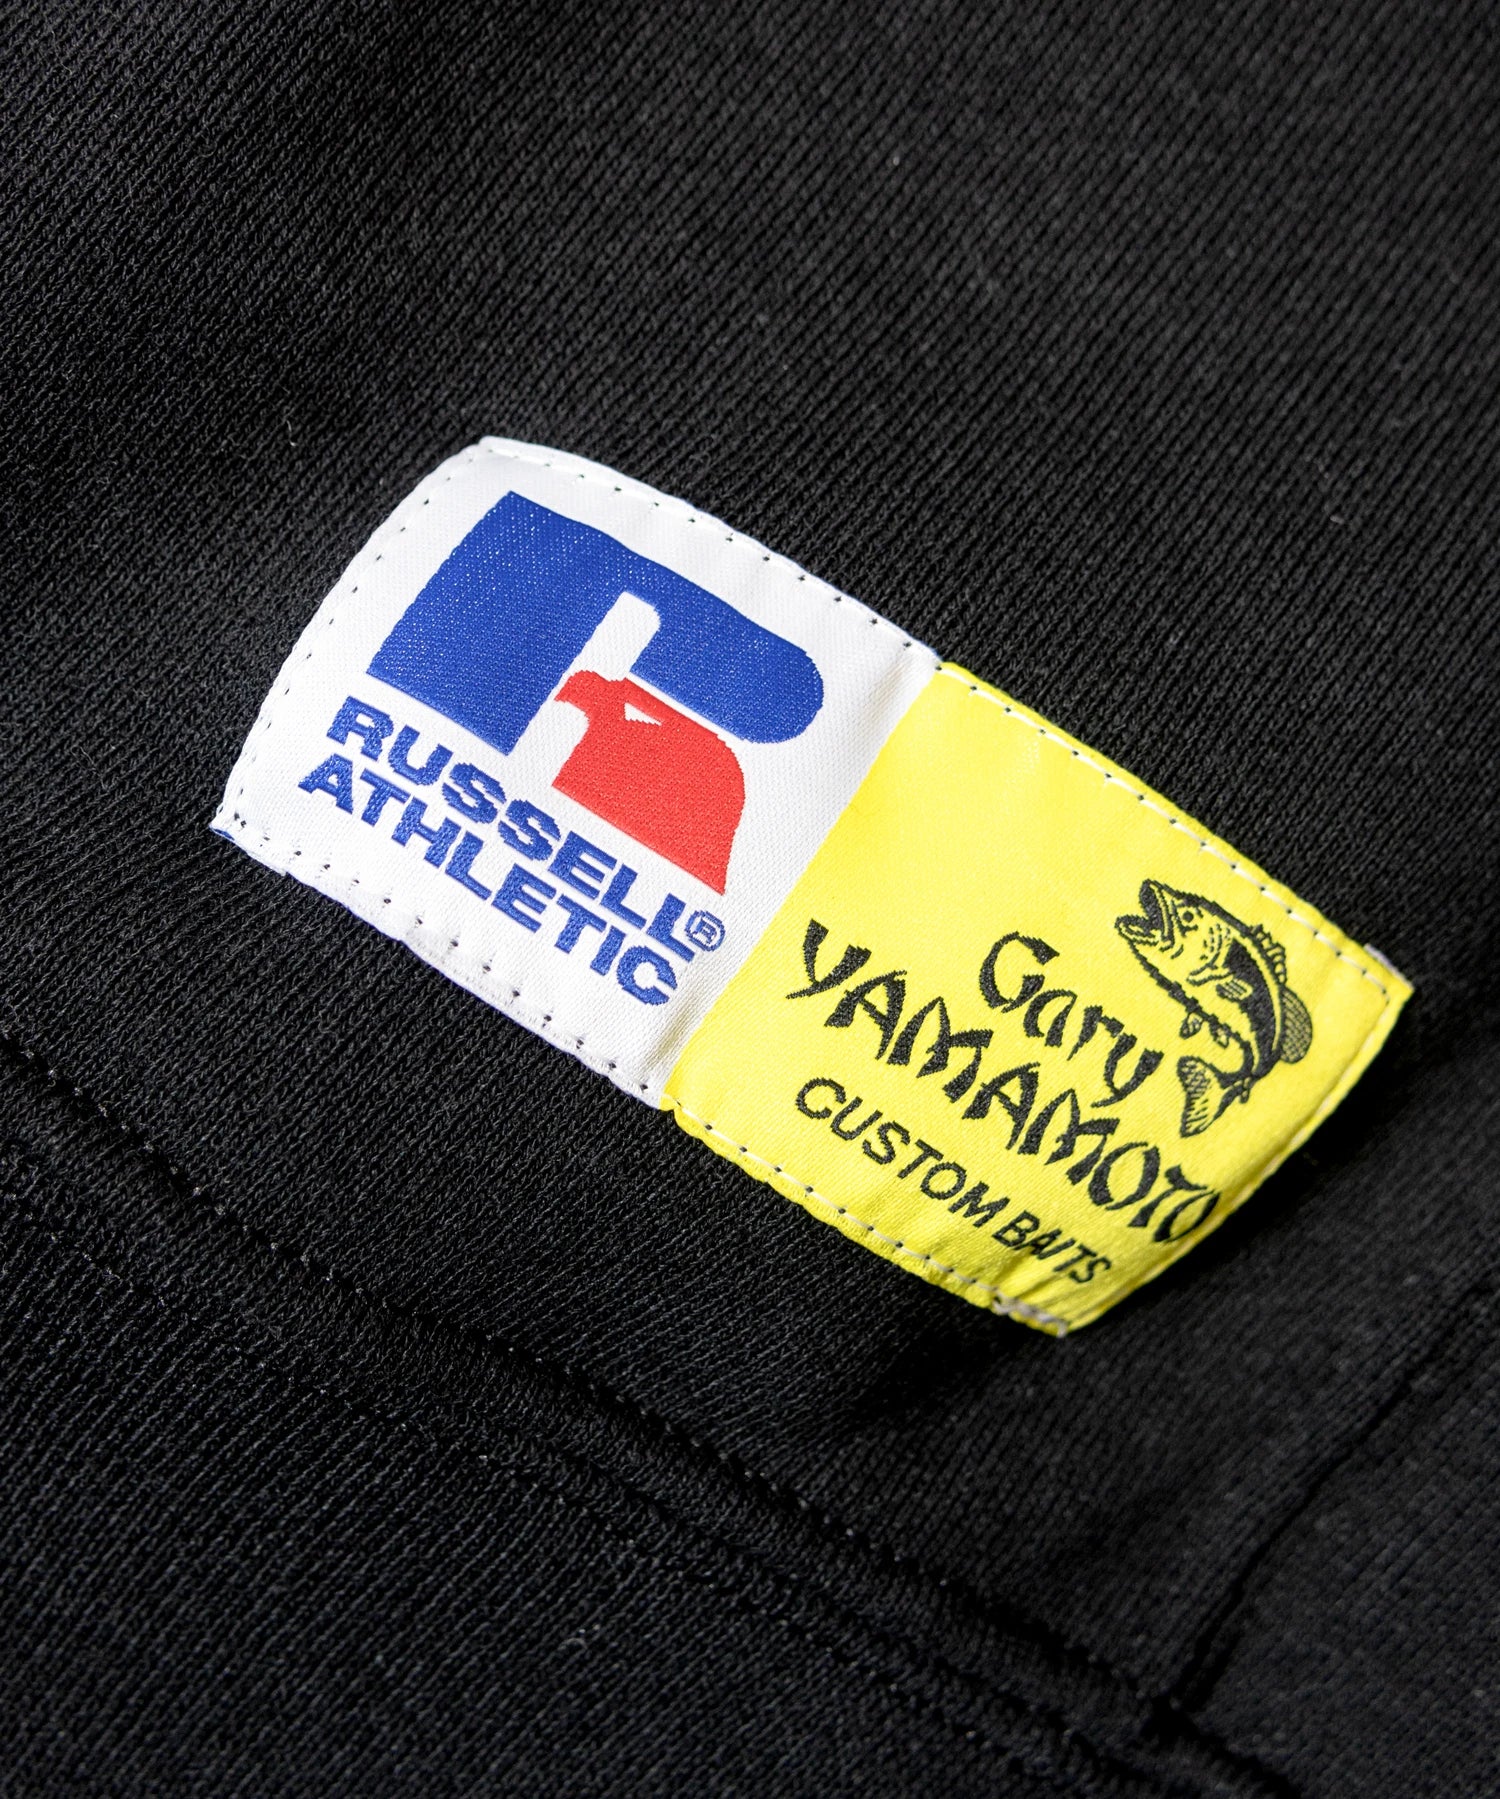 RUSSELL®
ATHLETIC
Gary
YAMAMOTO
CUSTOM BAITS